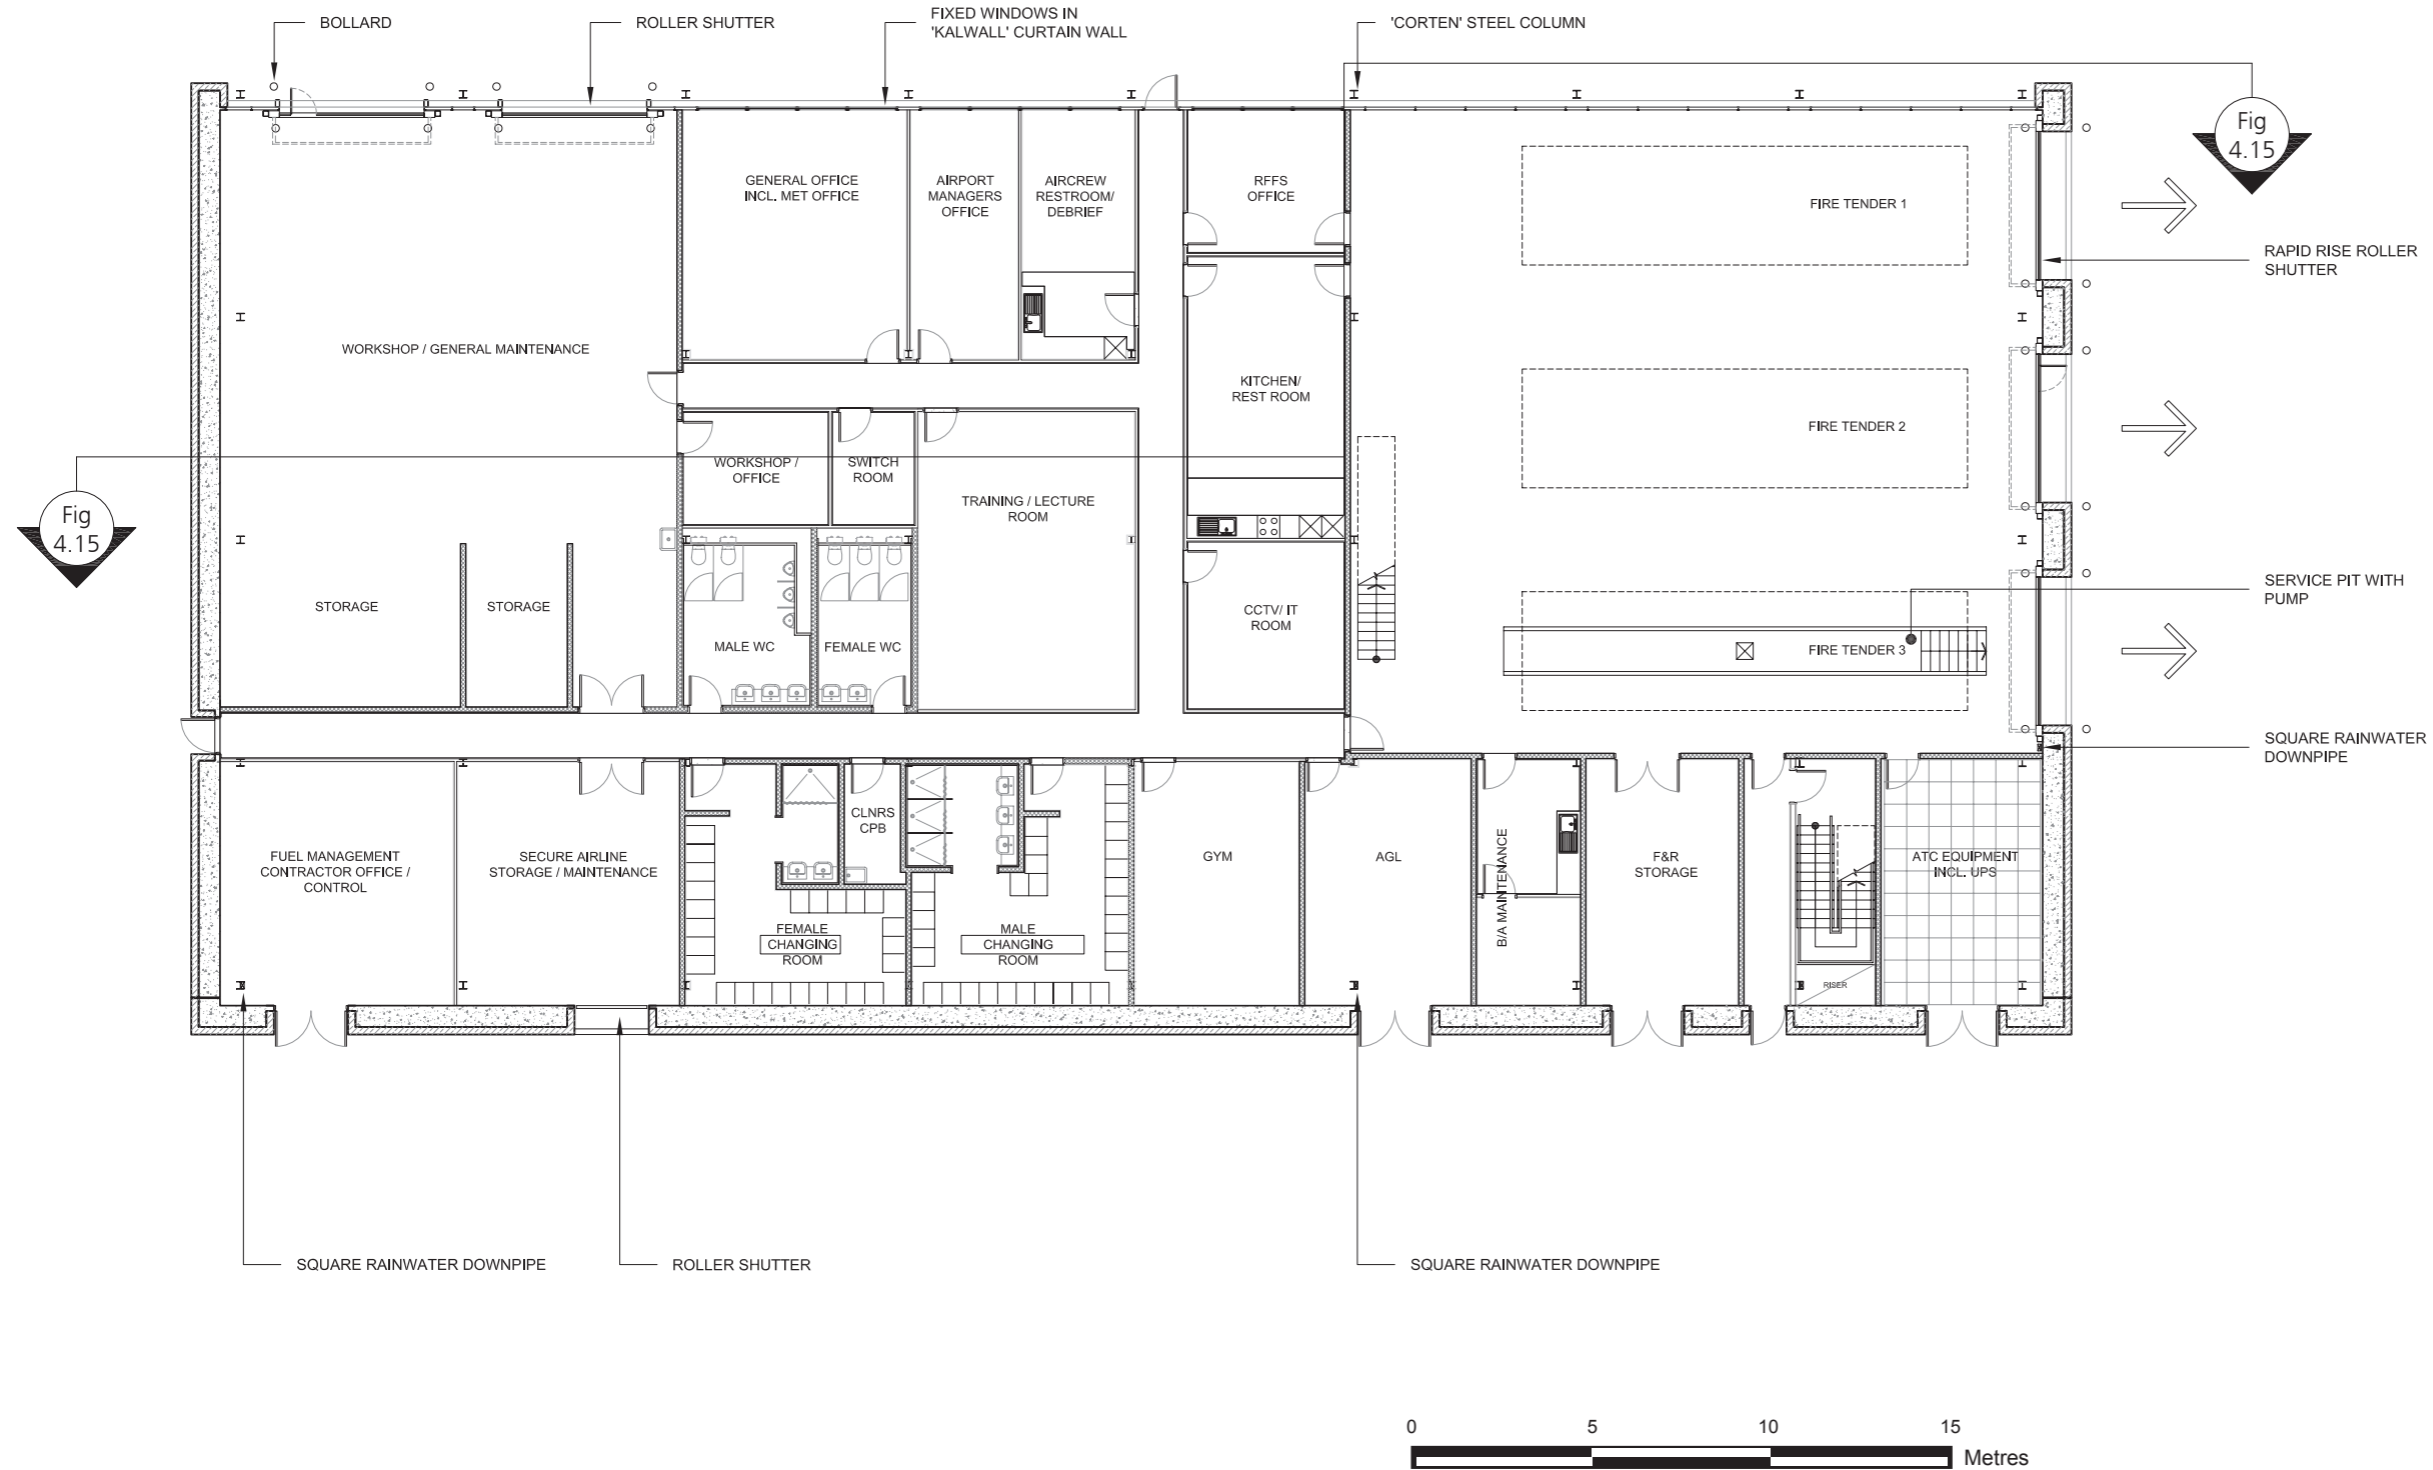 BOLLARD
ROLLER SHUTTER
FIXED WINDOWS IN
'KALWALL' CURTAIN WALL
'CORTEN' STEEL COLUMN
Fig
4.15
GENERAL OFFICE
INCL. MET OFFICE
AIRPORT
MANAGERS
OFFICE
AIRCREW
RESTROOM/
DEBRIEF
RFFS
OFFICE
FIRE TENDER 1
RAPID RISE ROLLER
SHUTTER
WORKSHOP / GENERAL MAINTENANCE
KITCHEN/
REST ROOM
FIRE TENDER 2
WORKSHOP /
OFFICE
SWITCH
ROOM
TRAINING / LECTURE
ROOM
Fig
4.15
STORAGE
STORAGE
MALE WC
FEMALE WC
CCTV/ IT
ROOM
FIRE TENDER 3
SERVICE PIT WITH
PUMP
SQUARE RAINWATER
DOWNPIPE
FUEL MANAGEMENT
CONTRACTOR OFFICE /
CONTROL
SECURE AIRLINE
STORAGE / MAINTENANCE
CLNRS
CPB
FEMALE
CHANGING
ROOM
MALE
CHANGING
ROOM
GYM
AGL
B/A MAINTENANCE
F&R
STORAGE
RISER
ATC EQUIPMENT
INCL. UPS
SQUARE RAINWATER DOWNPIPE
ROLLER SHUTTER
SQUARE RAINWATER DOWNPIPE
0 5 10 15
Metres